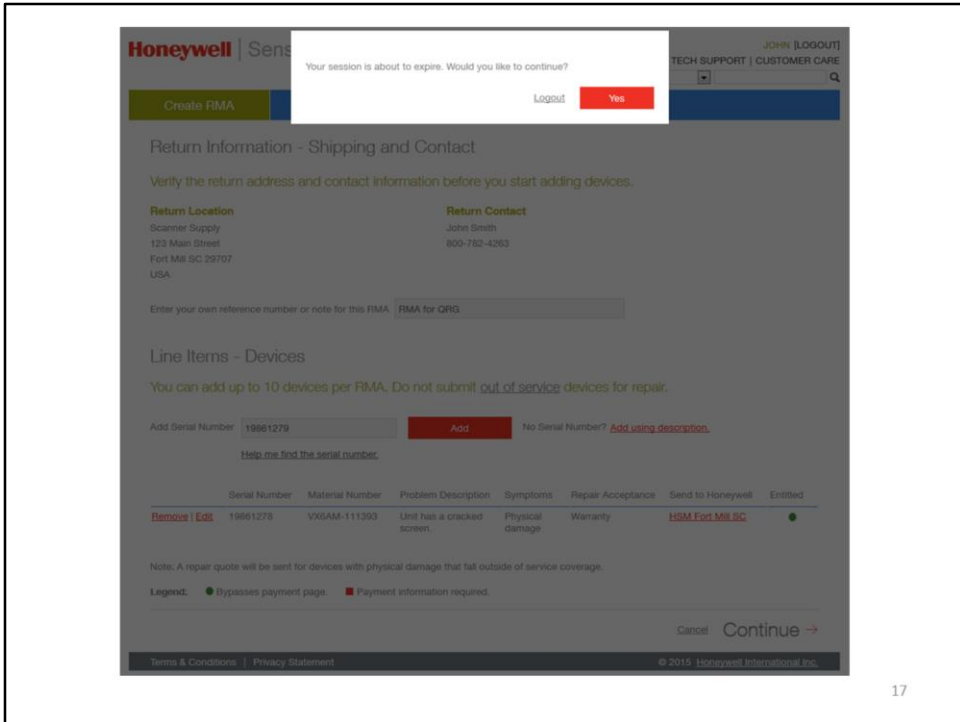 Honeywell | Sens
JOHN [LOGOUT]
TECH SUPPORT | CUSTOMER CARE
Your session is about to expire. Would you like to continue?
Logout Yes
Create RMA
Return Information - Shipping and Contact
Verify the return address and contact information before you start adding devices.
Return Location Return Contact
Scanner Supply John Smith
123 Main Street 800-782-4263
Fort Mill SC 29707
USA
Enter your own reference number or note for this RMA RMA for QRG
Line Items - Devices
You can add up to 10 devices per RMA. Do not submit out of service devices for repair.
Add Serial Number 19861279 Add No Serial Number? Add using description.
Help me find the serial number.
Serial Number Material Number Problem Description Symptoms Repair Acceptance Send to Honeywell Entitled
Remove | Edit 19861278 VX6AM-111393 Unit has a cracked Physical Warranty HSM Fort Mill SC
screen. damage
Note: A repair quote will be sent for devices with physical damage that fall outside of service coverage.
Legend: Bypasses payment page. Payment information required.
Cancel Continue →
Terms & Conditions | Privacy Statement © 2015 Honeywell International Inc.
17